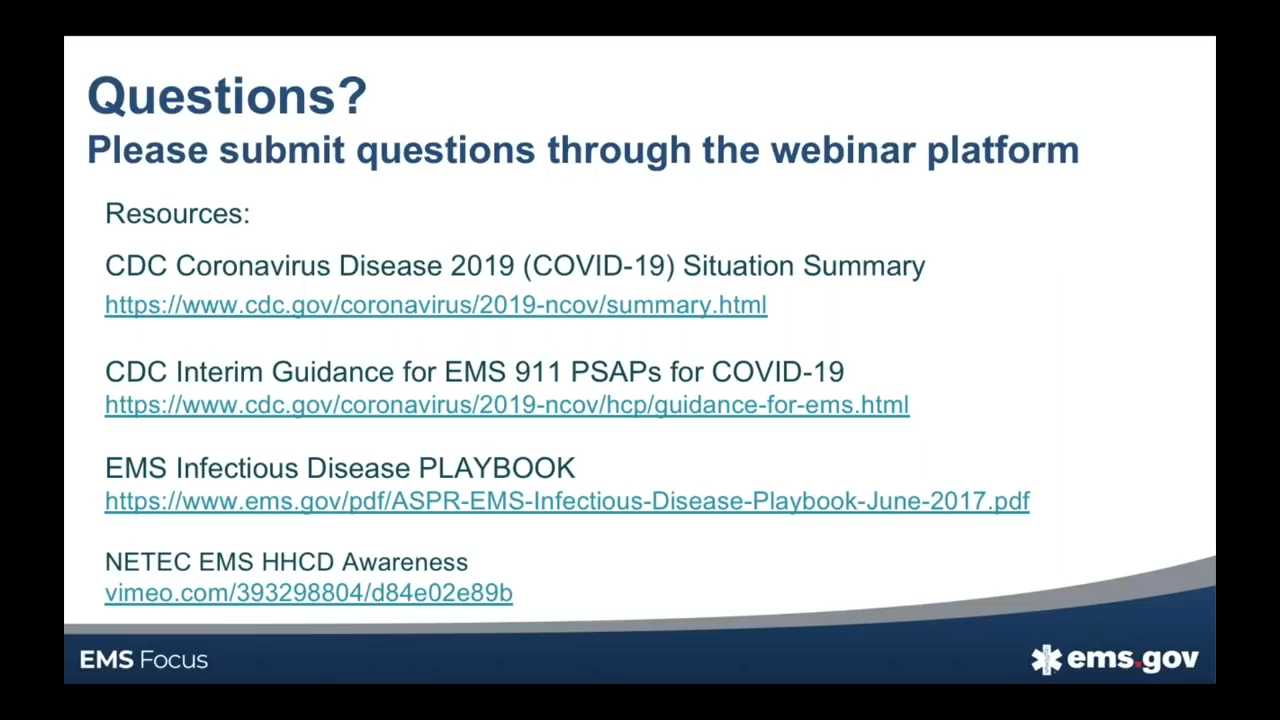 Questions?
Please submit questions through the webinar platform
Resources:
CDC Coronavirus Disease 2019 (COVID-19) Situation Summary
https://www.cdc.gov/coronavirus/2019-ncov/summary.html
CDC Interim Guidance for EMS 911 PSAPs for COVID-19
https://www.cdc.gov/coronavirus/2019-ncov/hcp/guidance-for-ems.html
EMS Infectious Disease PLAYBOOK
https://www.ems.gov/pdf/ASPR-EMS-Infectious-Disease-Playbook-June-2017.pdf
NETEC EMS HHCD Awareness
vimeo.com/393298804/d84e02e89b
EMS Focus
ems.gov